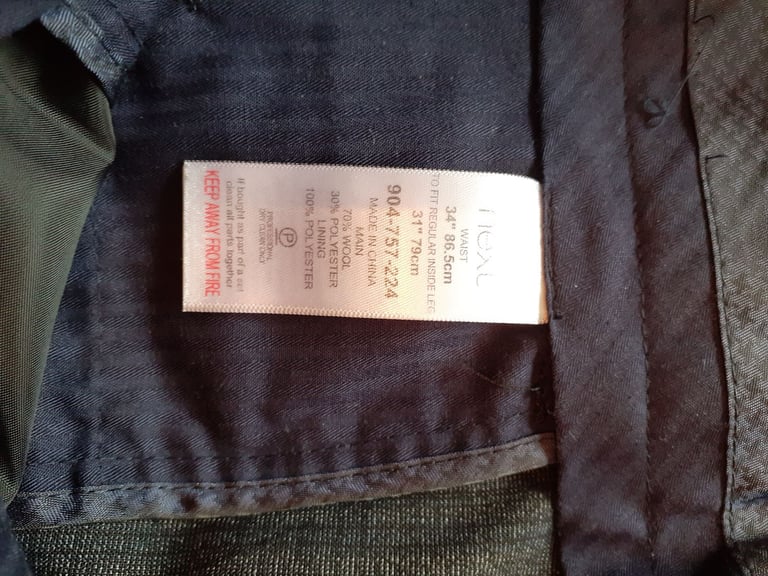 next
WAIST
34" 86.5cm
TO FIT REGULAR INSIDE LEG
31" 79cm
904-757-224
MADE IN CHINA
MAIN
70% WOOL
30% POLYESTER
LINING
100% POLYESTER
P
PROFESSIONAL
DRY CLEAN ONLY
If bought as part of a set
clean all parts together
KEEP AWAY FROM FIRE